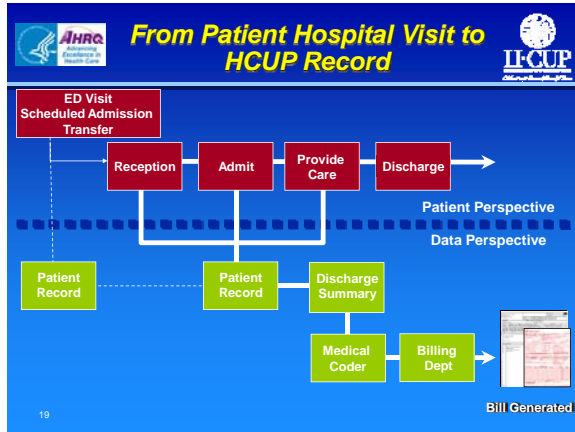 AHRQ
Advancing
Excellence in
Health Care
From Patient Hospital Visit to
HCUP Record
H·CUP
ED Visit
Scheduled Admission
Transfer
Reception
Admit
Provide
Care
Discharge
Patient Perspective
Data Perspective
Patient
Record
Patient
Record
Discharge
Summary
Medical
Coder
Billing
Dept
Bill Generated
19